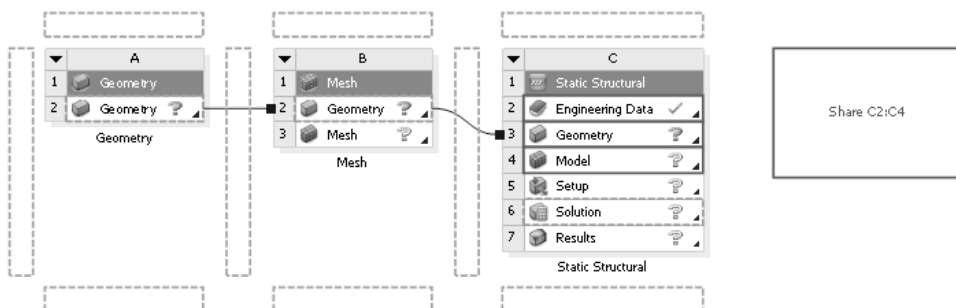 A
1 Geometry
2 Geometry ?
Geometry
B
1 Mesh
2 Geometry ?
3 Mesh ?
Mesh
C
1 Static Structural
2 Engineering Data
3 Geometry ?
4 Model ?
5 Setup ?
6 Solution ?
7 Results ?
Static Structural
Share C2:C4